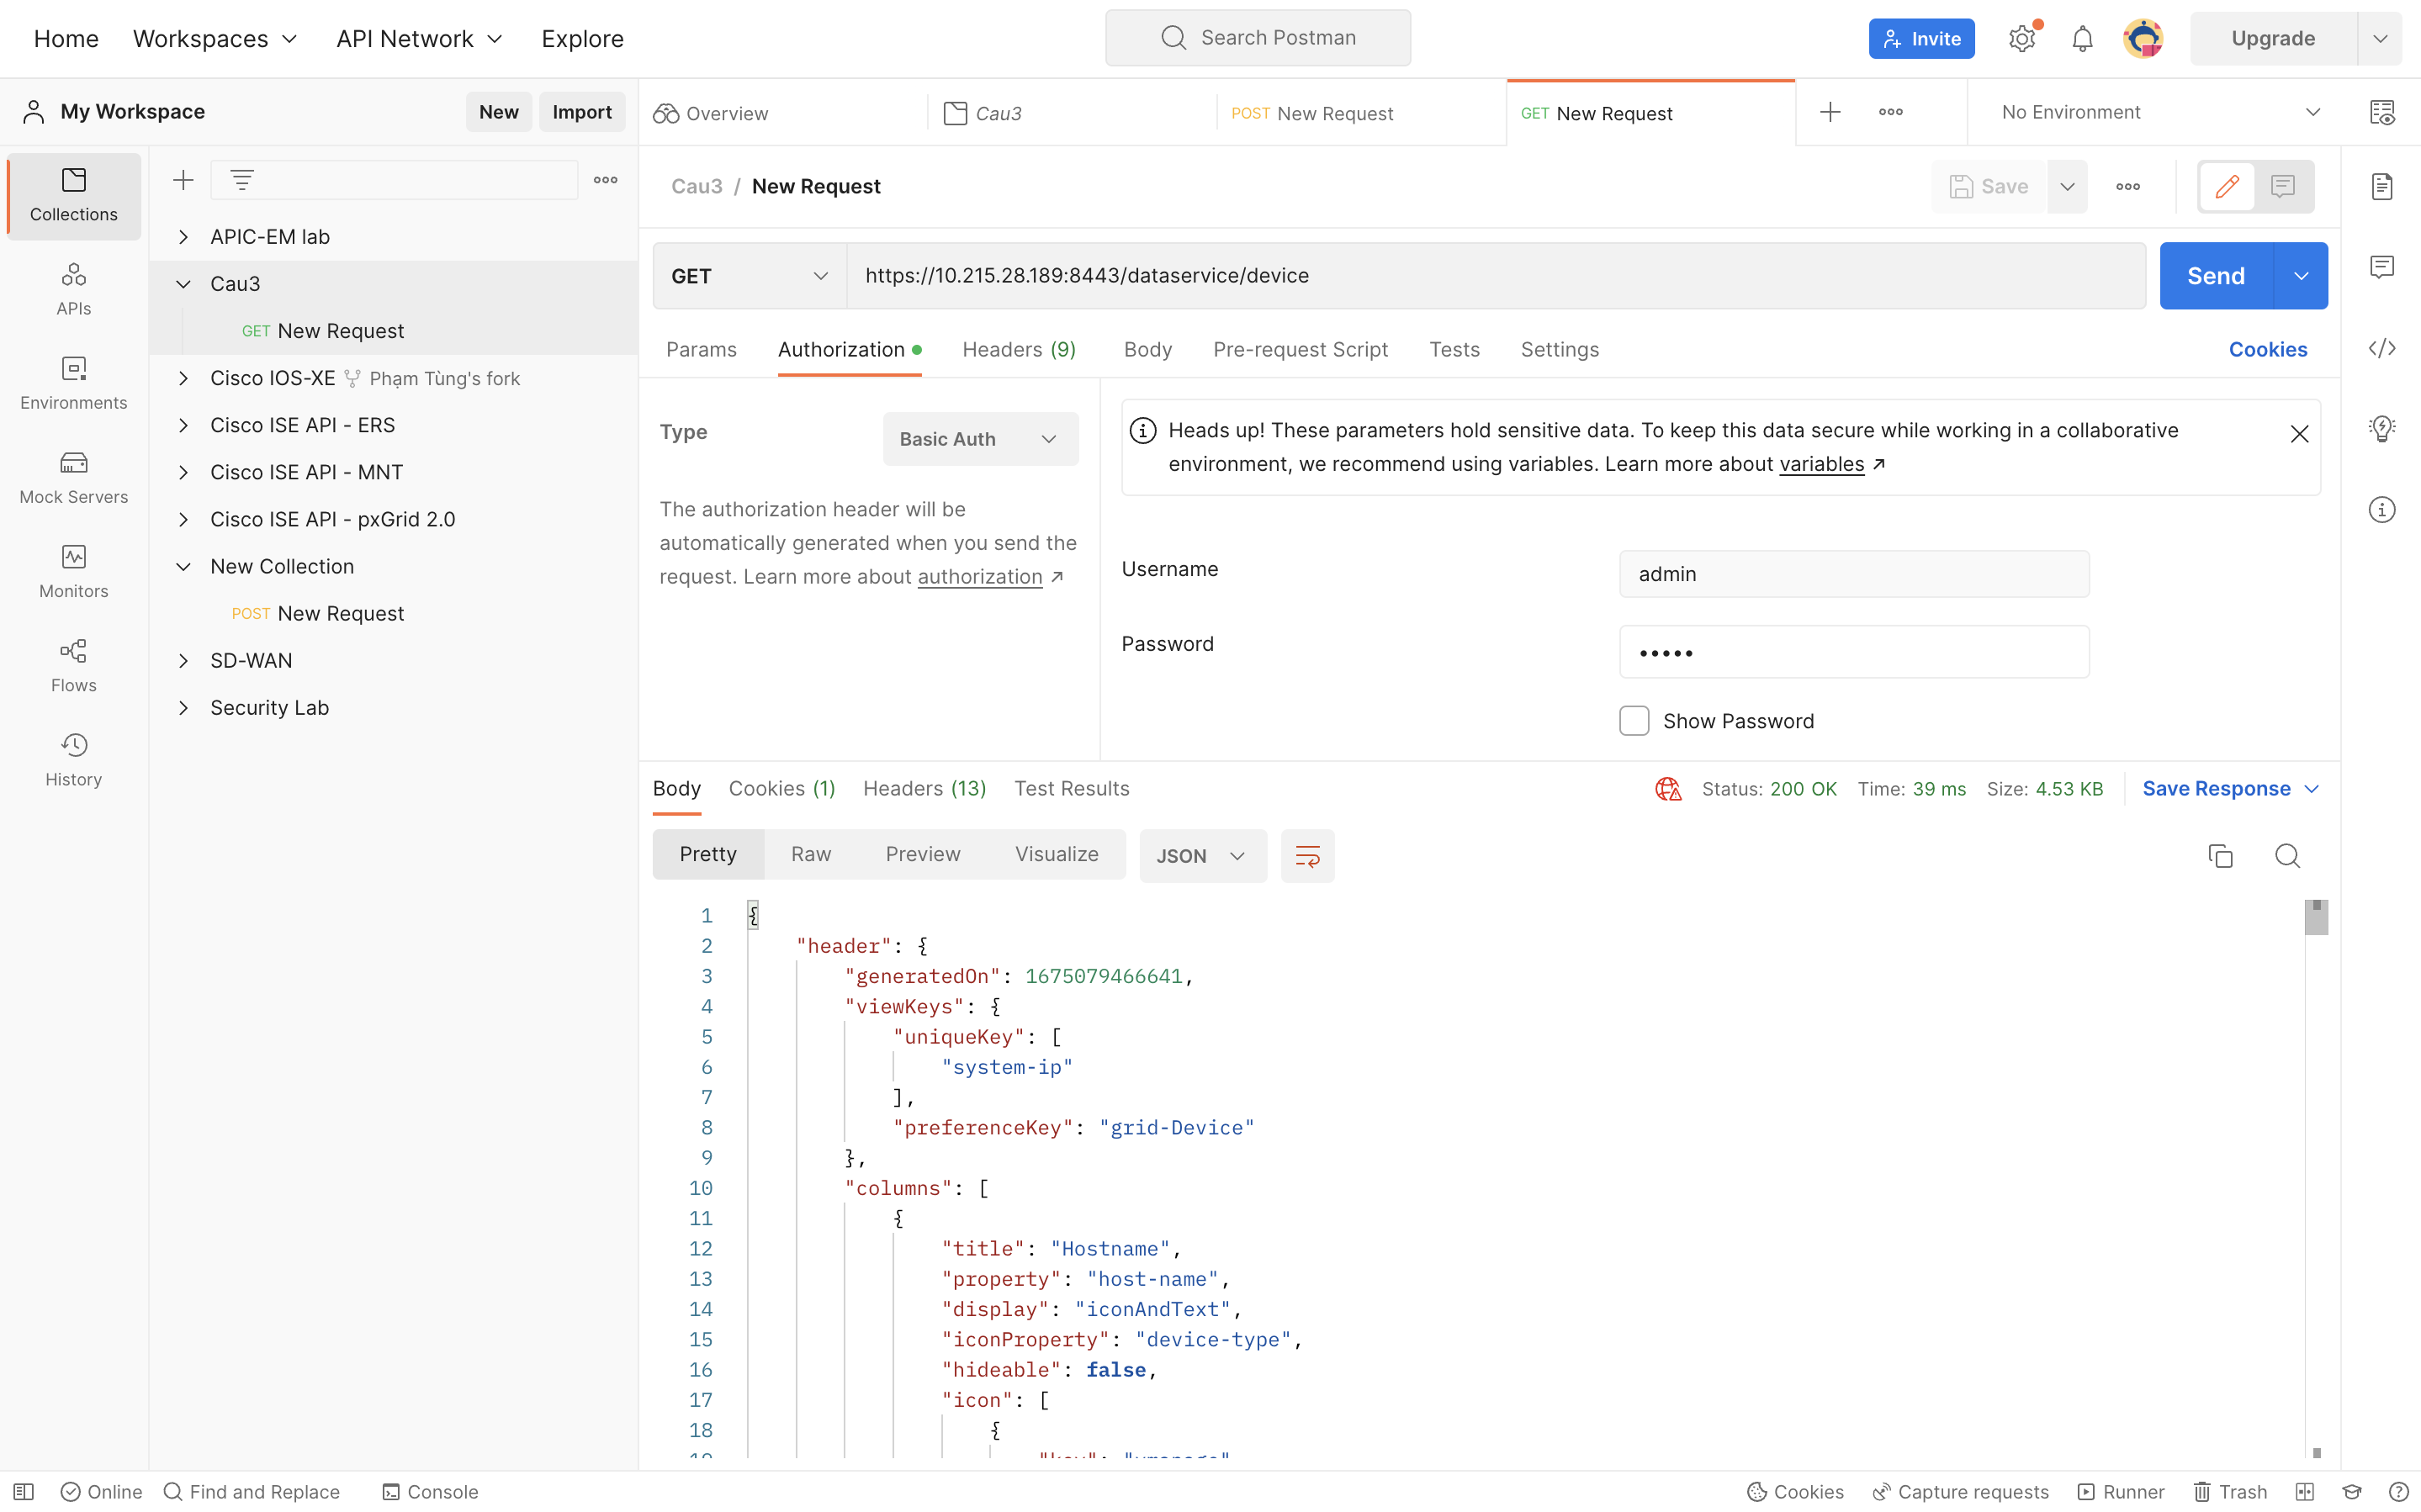 Home Workspaces API Network Explore Search Postman Invite Upgrade
My Workspace New Import
Overview Cau3 POST New Request GET New Request No Environment
Collections
APIs
Environments
Mock Servers
Monitors
Flows
History
APIC-EM lab
Cau3
GET New Request
Cisco IOS-XE Phạm Tùng's fork
Cisco ISE API - ERS
Cisco ISE API - MNT
Cisco ISE API - pxGrid 2.0
New Collection
POST New Request
SD-WAN
Security Lab
Cau3 / New Request Save
GET https://10.215.28.189:8443/dataservice/device Send
Params Authorization Headers (9) Body Pre-request Script Tests Settings Cookies
Type Basic Auth
The authorization header will be
automatically generated when you send the
request. Learn more about authorization ↗
Heads up! These parameters hold sensitive data. To keep this data secure while working in a collaborative
environment, we recommend using variables. Learn more about variables ↗
Username admin
Password •••••
Show Password
Body Cookies (1) Headers (13) Test Results Status: 200 OK Time: 39 ms Size: 4.53 KB Save Response
Pretty Raw Preview Visualize JSON
1 {
2 "header": {
3 "generatedOn": 1675079466641,
4 "viewKeys": {
5 "uniqueKey": [
6 "system-ip"
7 ],
8 "preferenceKey": "grid-Device"
9 },
10 "columns": [
11 {
12 "title": "Hostname",
13 "property": "host-name",
14 "display": "iconAndText",
15 "iconProperty": "device-type",
16 "hideable": false,
17 "icon": [
18 {
Online Find and Replace Console Cookies Capture requests Runner Trash